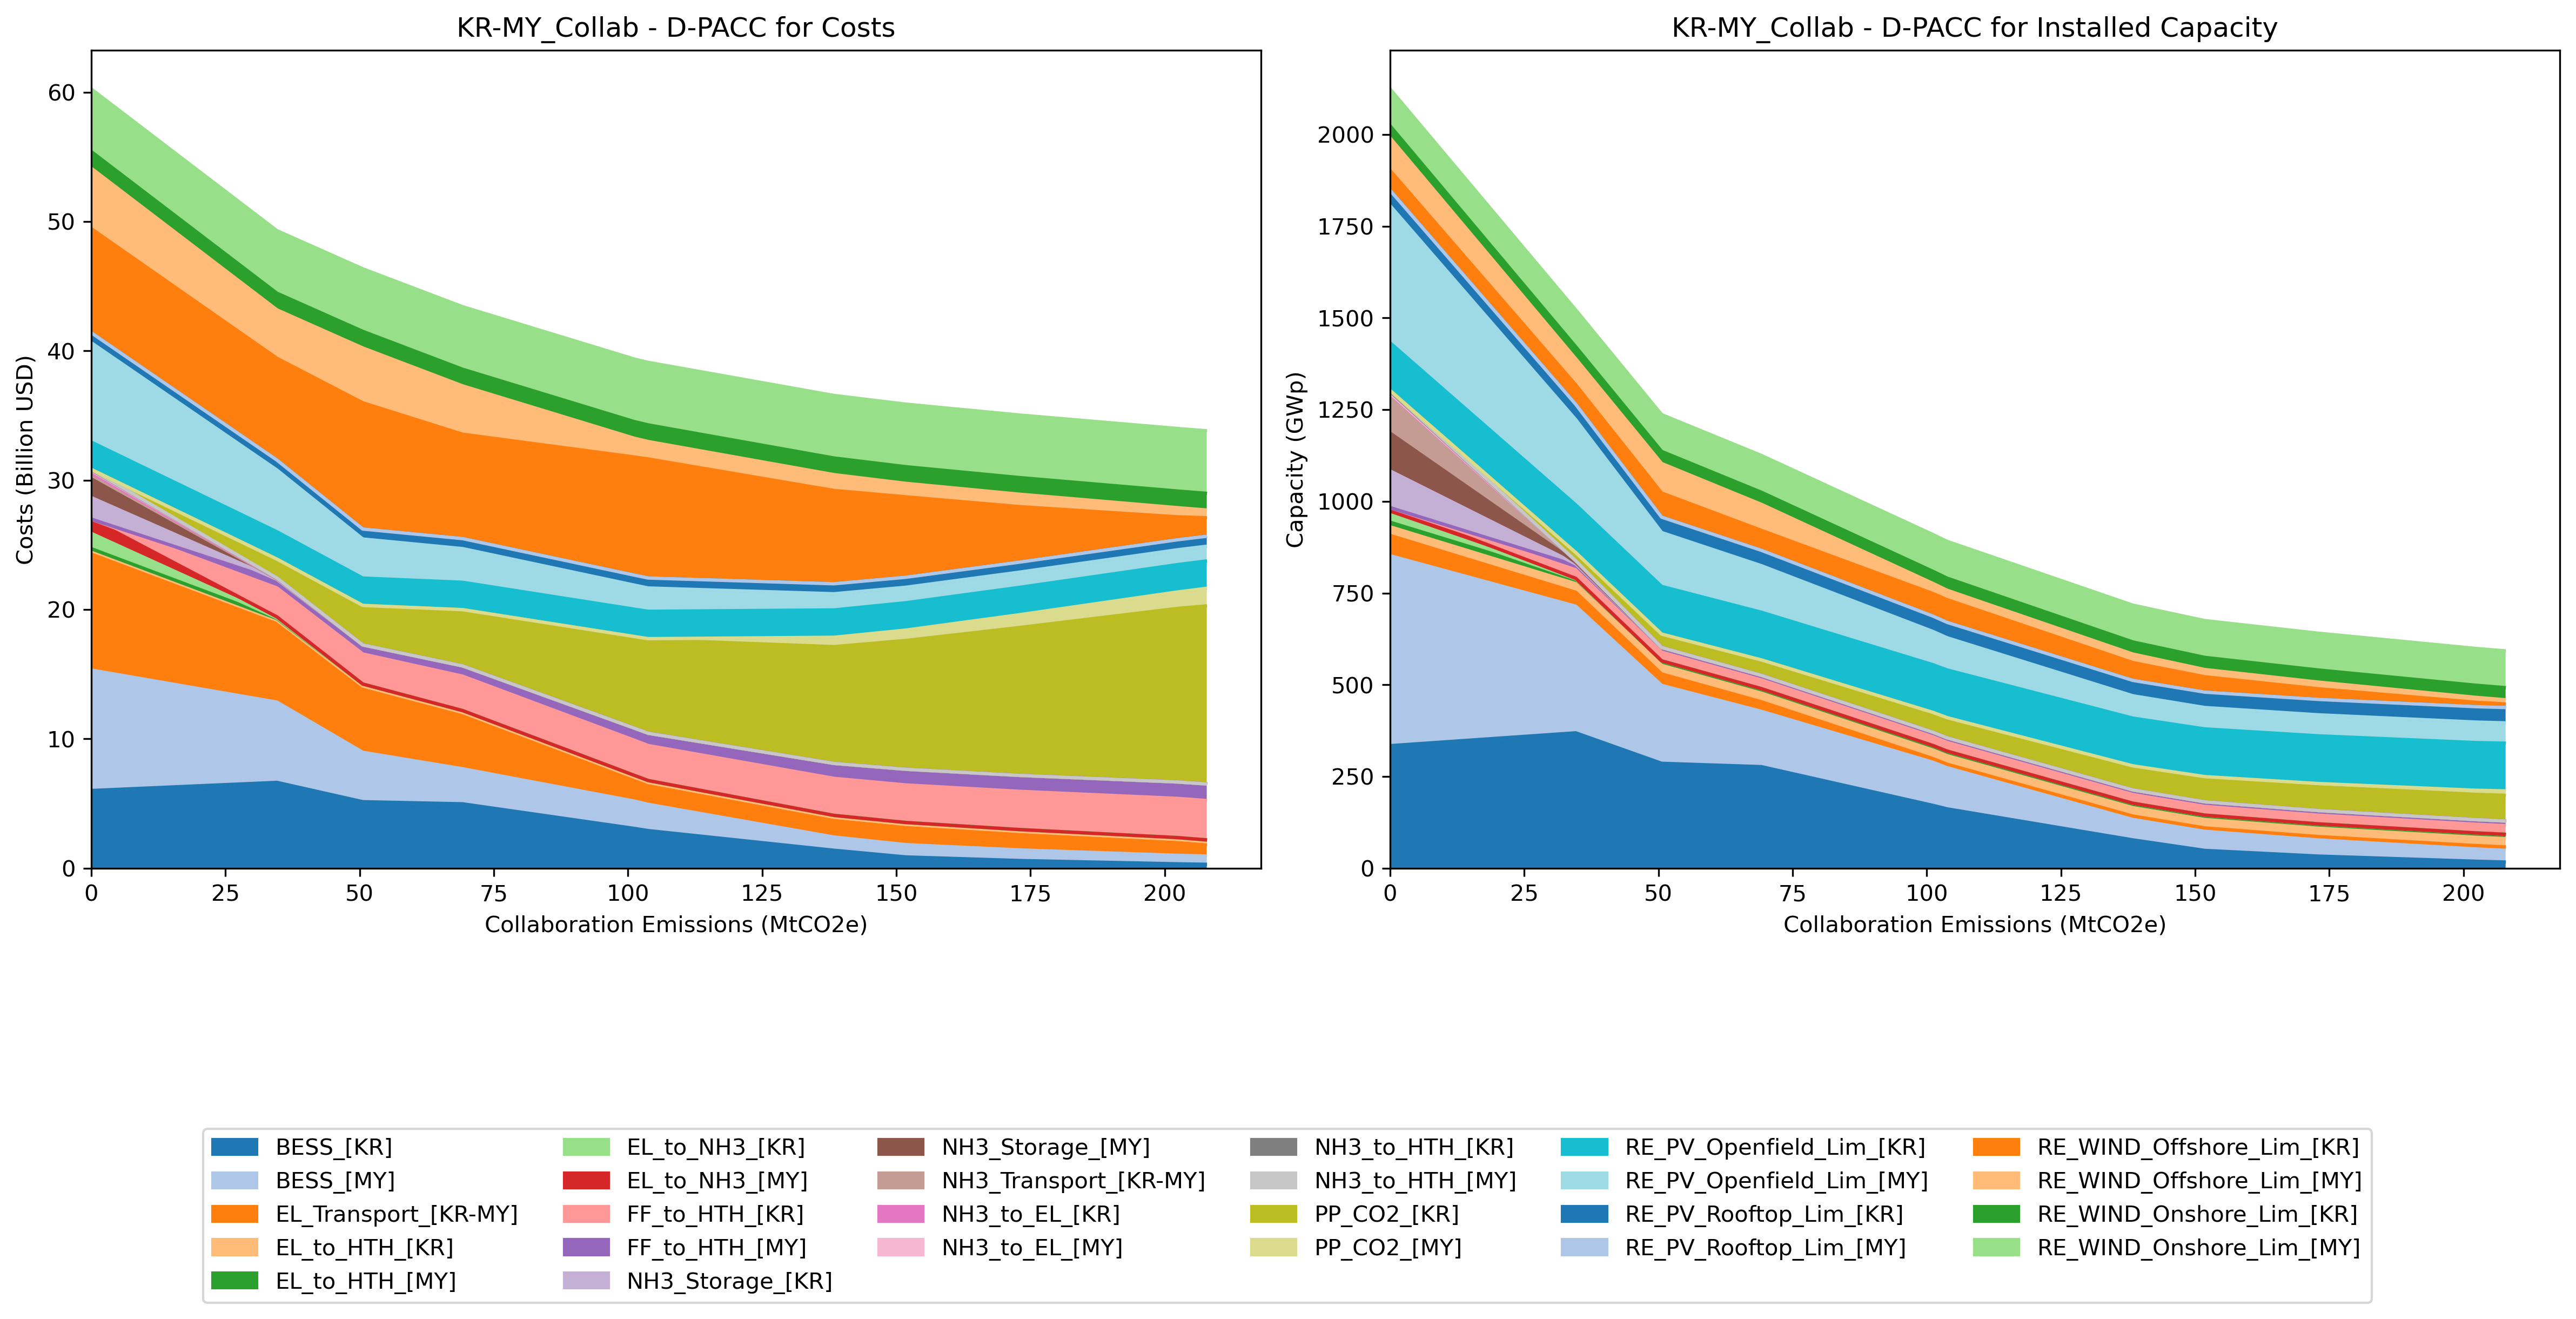 KR-MY_Collab - D-PACC for Costs
Costs (Billion USD)
60
50
40
30
20
10
0
0 25 50 75 100 125 150 175 200
Collaboration Emissions (MtCO2e)
KR-MY_Collab - D-PACC for Installed Capacity
Capacity (GWp)
2000
1750
1500
1250
1000
750
500
250
0
0 25 50 75 100 125 150 175 200
Collaboration Emissions (MtCO2e)
BESS_[KR]
BESS_[MY]
EL_Transport_[KR-MY]
EL_to_HTH_[KR]
EL_to_HTH_[MY]
EL_to_NH3_[KR]
EL_to_NH3_[MY]
FF_to_HTH_[KR]
FF_to_HTH_[MY]
NH3_Storage_[KR]
NH3_Storage_[MY]
NH3_Transport_[KR-MY]
NH3_to_EL_[KR]
NH3_to_EL_[MY]
NH3_to_HTH_[KR]
NH3_to_HTH_[MY]
PP_CO2_[KR]
PP_CO2_[MY]
RE_PV_Openfield_Lim_[KR]
RE_PV_Openfield_Lim_[MY]
RE_PV_Rooftop_Lim_[KR]
RE_PV_Rooftop_Lim_[MY]
RE_WIND_Offshore_Lim_[KR]
RE_WIND_Offshore_Lim_[MY]
RE_WIND_Onshore_Lim_[KR]
RE_WIND_Onshore_Lim_[MY]